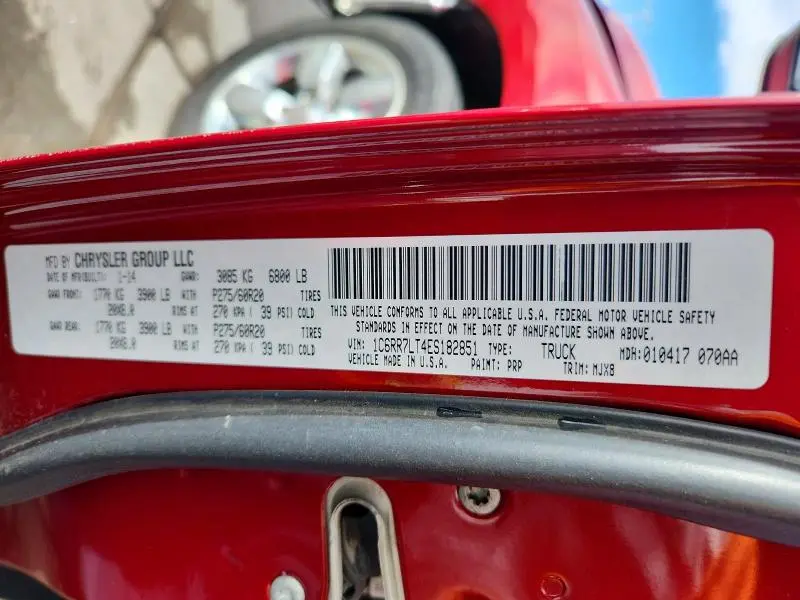 MFD BY CHRYSLER GROUP LLC
DATE OF MFR(BUILT): 1-14 GVWR: 3085 KG 6800 LB
GAWR FRONT: 1770 KG 3900 LB WITH P275/60R20 TIRES
20X8.0 RIMS AT 270 KPA( 39 PSI) COLD
GAWR REAR: 1770 KG 3900 LB WITH P275/60R20 TIRES
20X8.0 RIMS AT 270 KPA( 39 PSI) COLD
THIS VEHICLE CONFORMS TO ALL APPLICABLE U.S.A. FEDERAL MOTOR VEHICLE SAFETY
STANDARDS IN EFFECT ON THE DATE OF MANUFACTURE SHOWN ABOVE.
VIN: 1C6RR7LT4ES182851 TYPE: TRUCK MDH:010417 070AA
VEHICLE MADE IN U.S.A. PAINT: PRP TRIM: MJX8